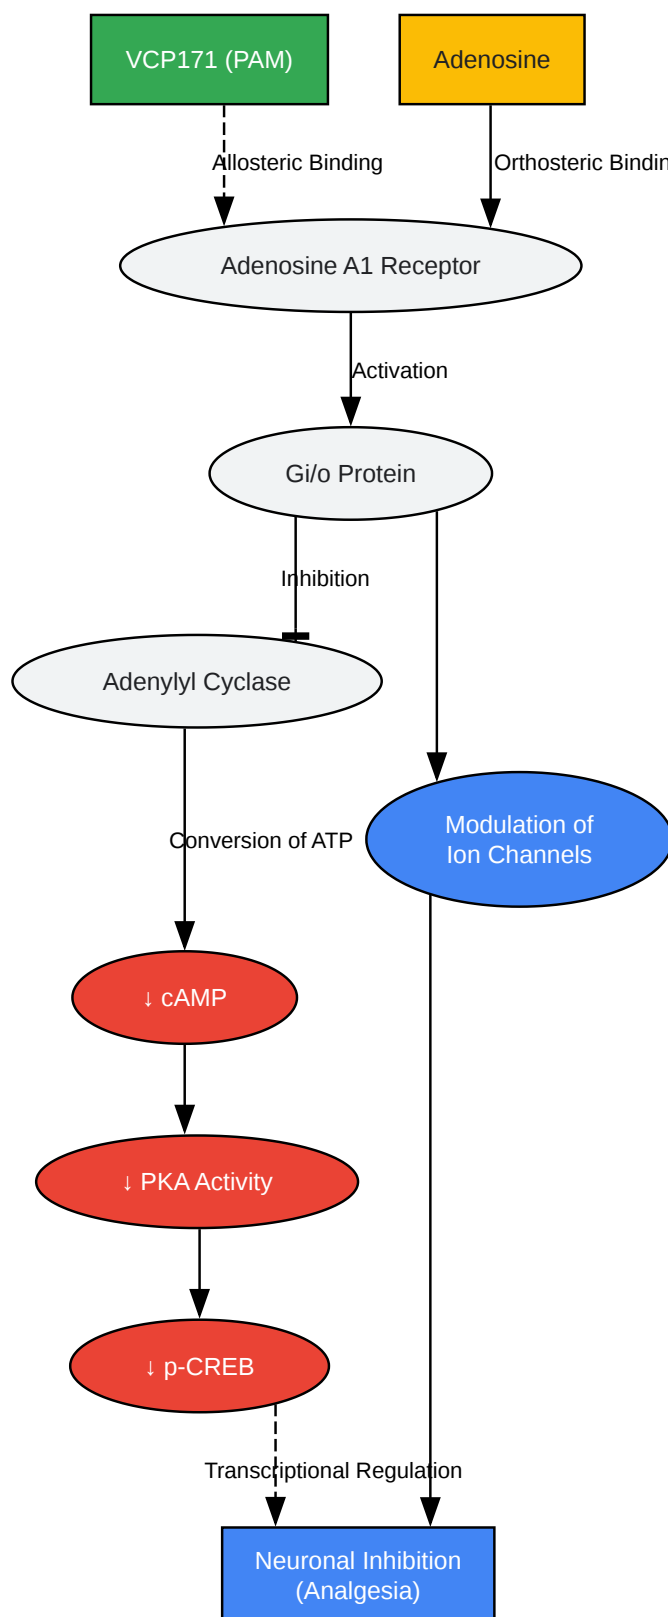 VCP171 (PAM)
Adenosine
Allosteric Binding
Orthosteric Bindin
Adenosine A1 Receptor
Activation
Gi/o Protein
Inhibition
Adenylyl Cyclase
Modulation of
Ion Channels
Conversion of ATP
↓ cAMP
↓ PKA Activity
↓ p-CREB
Transcriptional Regulation
Neuronal Inhibition
(Analgesia)